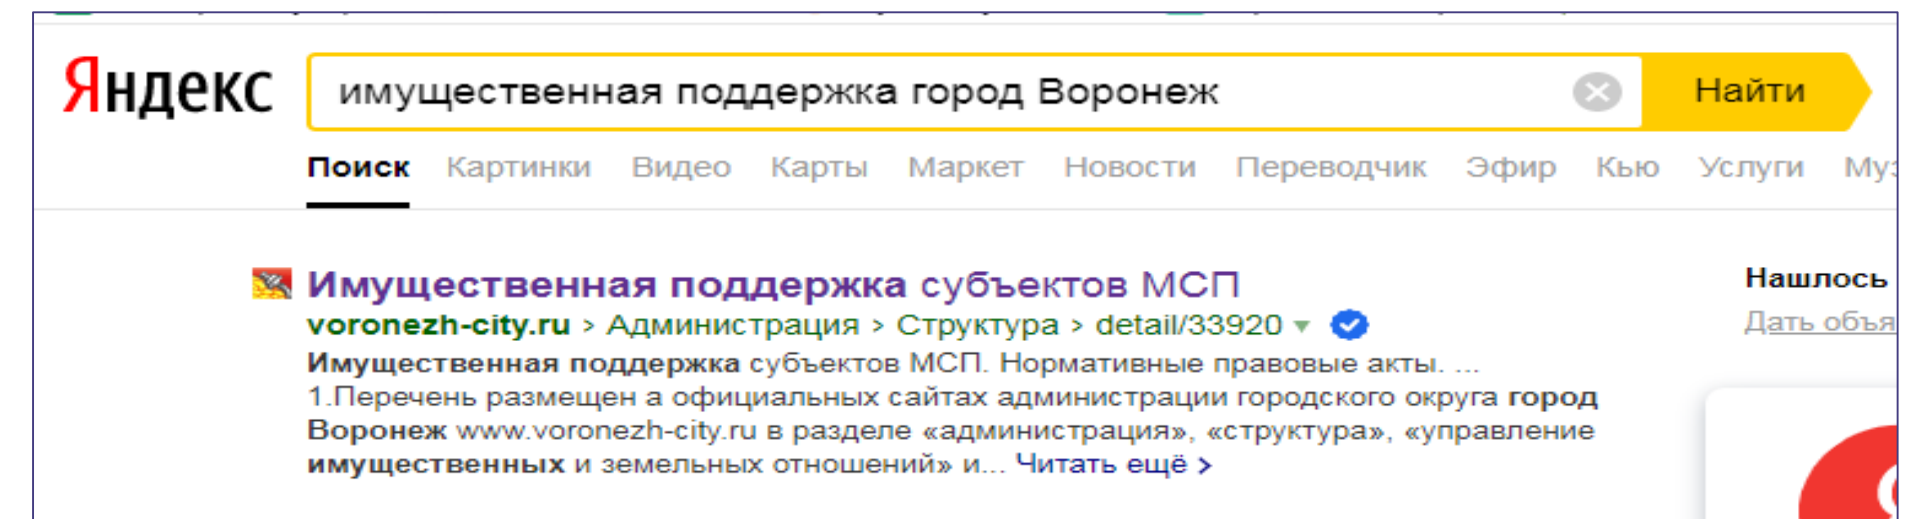 Яндекс
имущественная поддержка город Воронеж
Найти
Поиск Картинки Видео Карты Маркет Новости Переводчик Эфир Кью Услуги
Имущественная поддержка субъектов МСП
voronezh-city.ru > Администрация > Структура > detail/33920
Имущественная поддержка субъектов МСП. Нормативные правовые акты. ...
1.Перечень размещен а официальных сайтах администрации городского округа город
Воронеж www.voronezh-city.ru в разделе «администрация», «структура», «управление
имущественных и земельных отношений» и... Читать ещё >
Нашлось
Дать